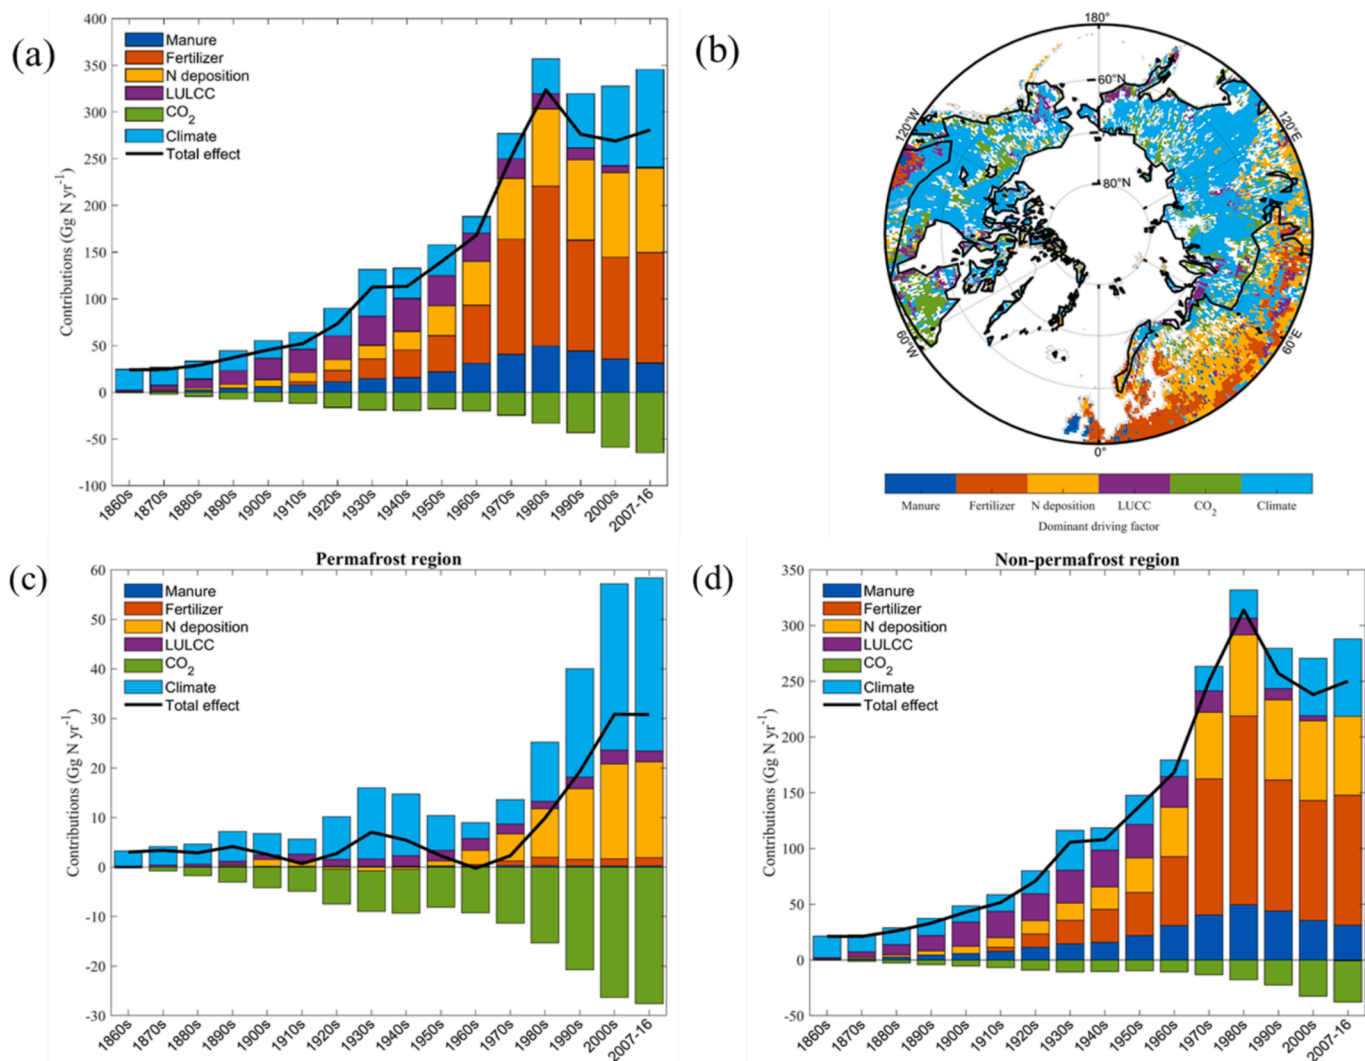 (a)
400
350
300
250
200
150
100
50
0
-50
-100
Contributions (Gg N yr⁻¹)
Manure
Fertilizer
N deposition
LULCC
CO₂
Climate
Total effect
1860s
1870s
1880s
1890s
1900s
1910s
1920s
1930s
1940s
1950s
1960s
1970s
1980s
1990s
2000s
2007-16
(b)
180°
60°N
80°N
120°W
120°E
60°W
60°E
0°
Manure
Fertilizer
N deposition
LUCC
CO₂
Climate
Dominant driving factor
(c)
Permafrost region
60
50
40
30
20
10
0
-10
-20
-30
Contributions (Gg N yr⁻¹)
Manure
Fertilizer
N deposition
LULCC
CO₂
Climate
Total effect
1860s
1870s
1880s
1890s
1900s
1910s
1920s
1930s
1940s
1950s
1960s
1970s
1980s
1990s
2000s
2007-16
(d)
Non-permafrost region
350
300
250
200
150
100
50
0
-50
Contributions (Gg N yr⁻¹)
Manure
Fertilizer
N deposition
LULCC
CO₂
Climate
Total effect
1860s
1870s
1880s
1890s
1900s
1910s
1920s
1930s
1940s
1950s
1960s
1970s
1980s
1990s
2000s
2007-16